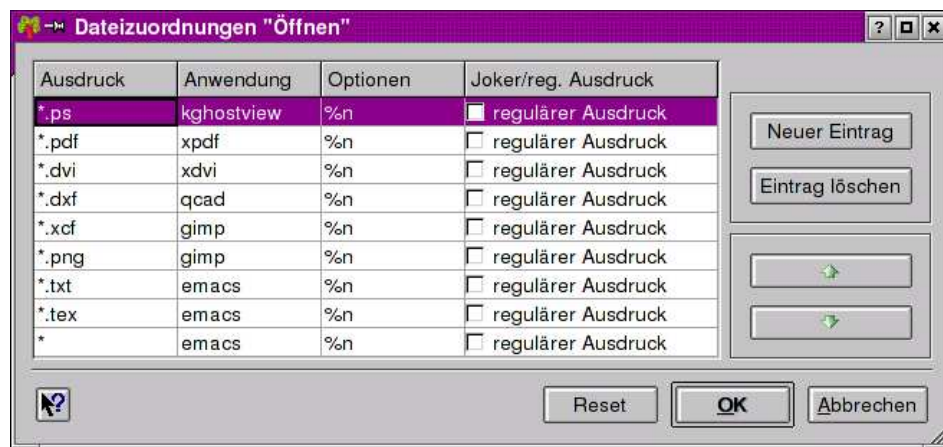 Dateizuordnungen "Öffnen"
Ausdruck Anwendung Optionen Joker/reg. Ausdruck
*.ps kghostview %n regulärer Ausdruck
*.pdf xpdf %n regulärer Ausdruck
*.dvi xdvi %n regulärer Ausdruck
*.dxf qcad %n regulärer Ausdruck
*.xcf gimp %n regulärer Ausdruck
*.png gimp %n regulärer Ausdruck
*.txt emacs %n regulärer Ausdruck
*.tex emacs %n regulärer Ausdruck
* emacs %n regulärer Ausdruck
Neuer Eintrag
Eintrag löschen
Reset OK Abbrechen